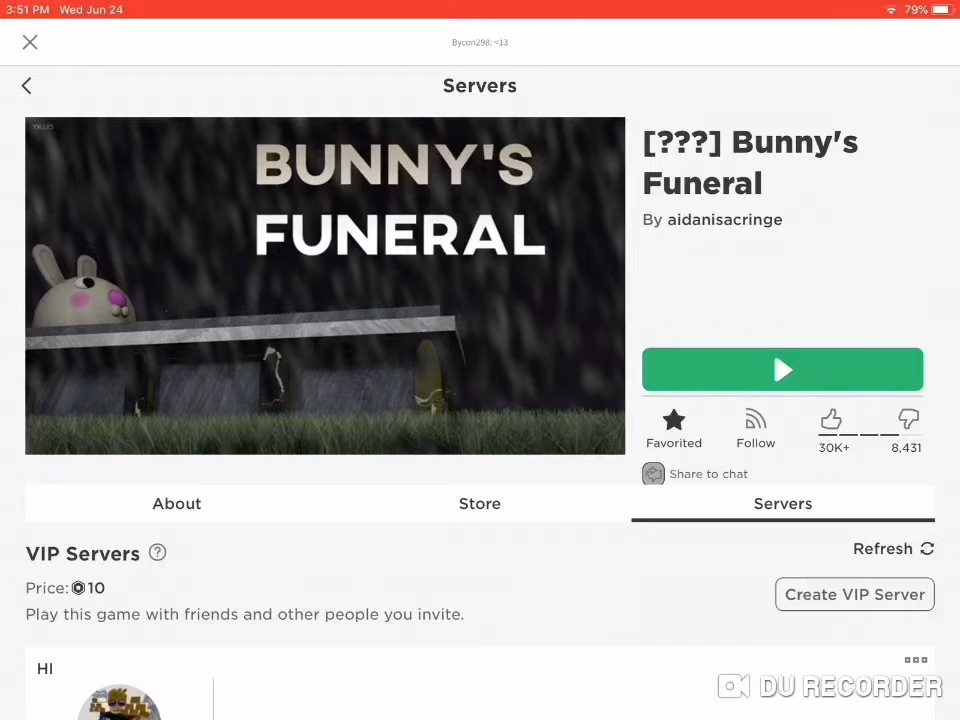 3:51 PM Wed Jun 24
79%
Bycon298: <13
Servers
BUNNY'S
FUNERAL
[???] Bunny's
Funeral
By aidanisacringe
Favorited
Follow
30K+
8,431
Share to chat
About
Store
Servers
VIP Servers
Refresh
Price: 10
Create VIP Server
Play this game with friends and other people you invite.
HI
DU RECORDER